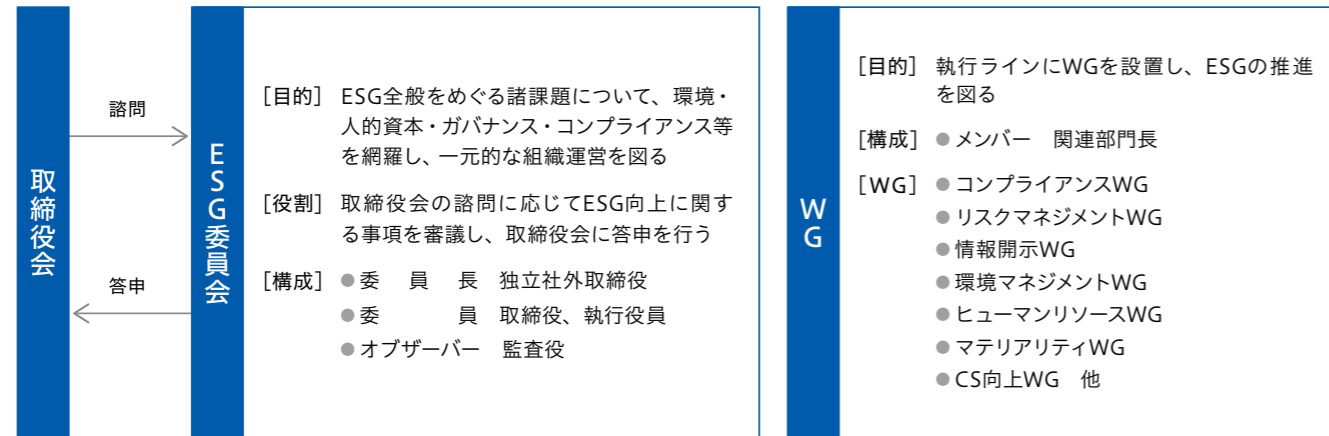 取締役会
諮問
答申
ESG委員会
［目的］ ESG全般をめぐる諸課題について、環境・
人的資本・ガバナンス・コンプライアンス等
を網羅し、一元的な組織運営を図る
［役割］ 取締役会の諮問に応じてESG向上に関す
る事項を審議し、取締役会に答申を行う
［構成］ ●委　員　長　独立社外取締役
●委　　　員　取締役、執行役員
●オブザーバー　監査役
WG
［目的］ 執行ラインにWGを設置し、ESGの推進
を図る
［構成］ ●メンバー　関連部門長
［WG］ ●コンプライアンスWG
●リスクマネジメントWG
●情報開示WG
●環境マネジメントWG
●ヒューマンリソースWG
●マテリアリティWG
●CS向上WG　他